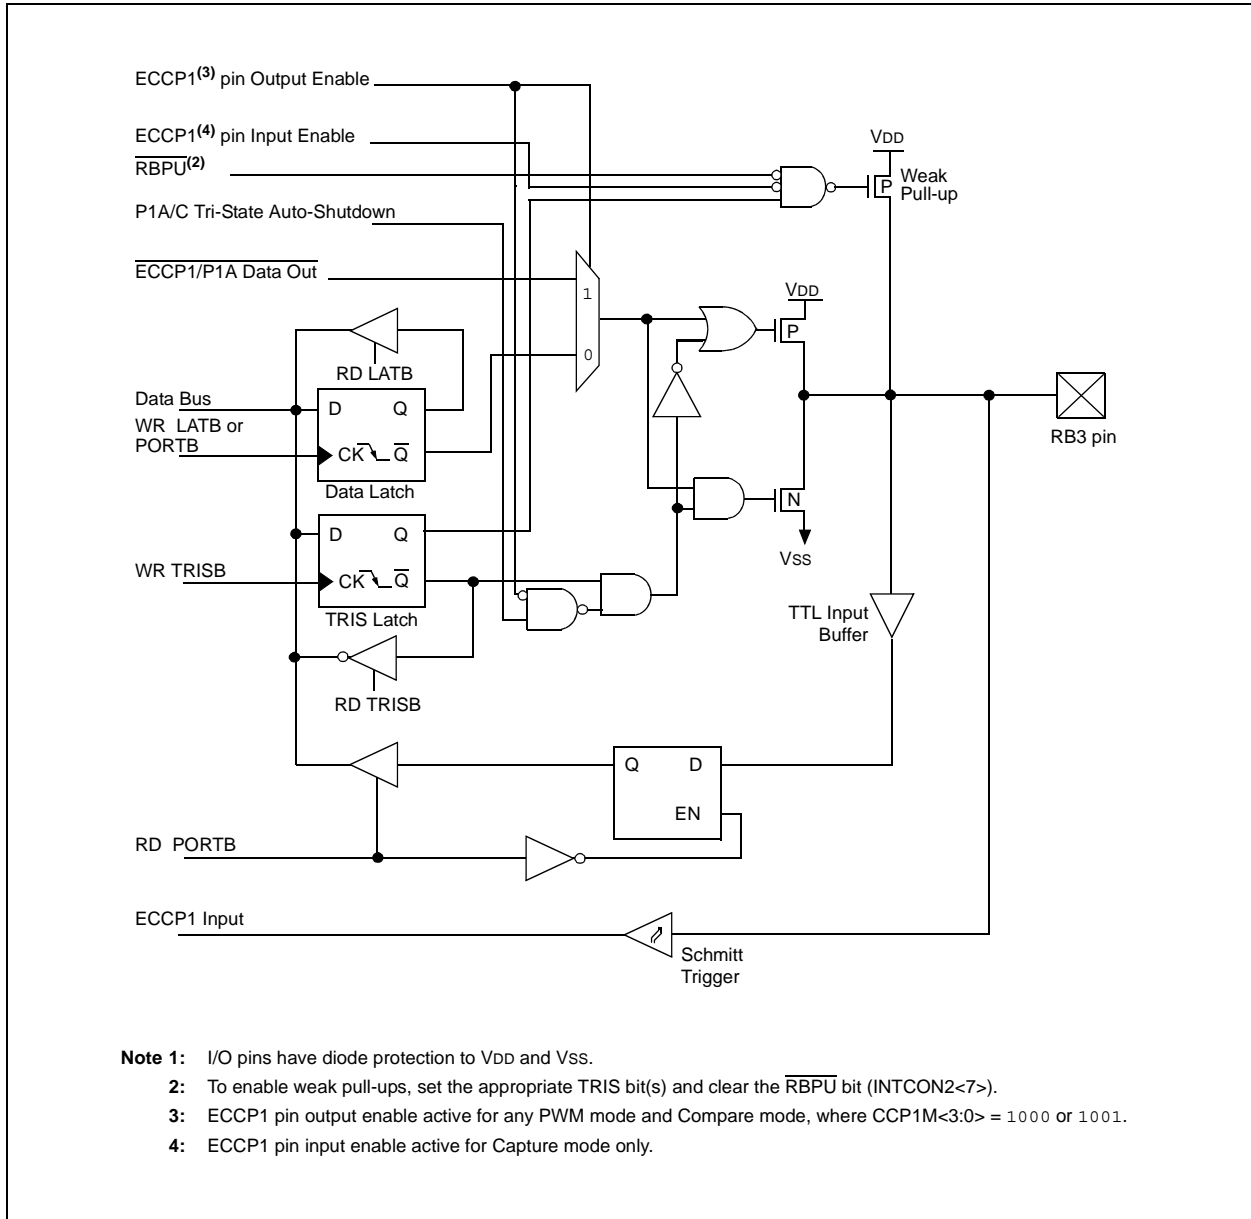 ECCP1(3) pin Output Enable
ECCP1(4) pin Input Enable
RBPU(2)
P1A/C Tri-State Auto-Shutdown
ECCP1/P1A Data Out
VDD
Weak
Pull-up
P
1
0
VDD
P
RD LATB
Data Bus
WR LATB or
PORTB
D Q
CK Q
Data Latch
RB3 pin
N
VSS
D Q
CK Q
TRIS Latch
WR TRISB
RD TRISB
TTL Input
Buffer
Q D
EN
RD PORTB
ECCP1 Input
Schmitt
Trigger
Note 1: I/O pins have diode protection to VDD and VSS.
2: To enable weak pull-ups, set the appropriate TRIS bit(s) and clear the RBPU bit (INTCON2<7>).
3: ECCP1 pin output enable active for any PWM mode and Compare mode, where CCP1M<3:0> = 1000 or 1001.
4: ECCP1 pin input enable active for Capture mode only.